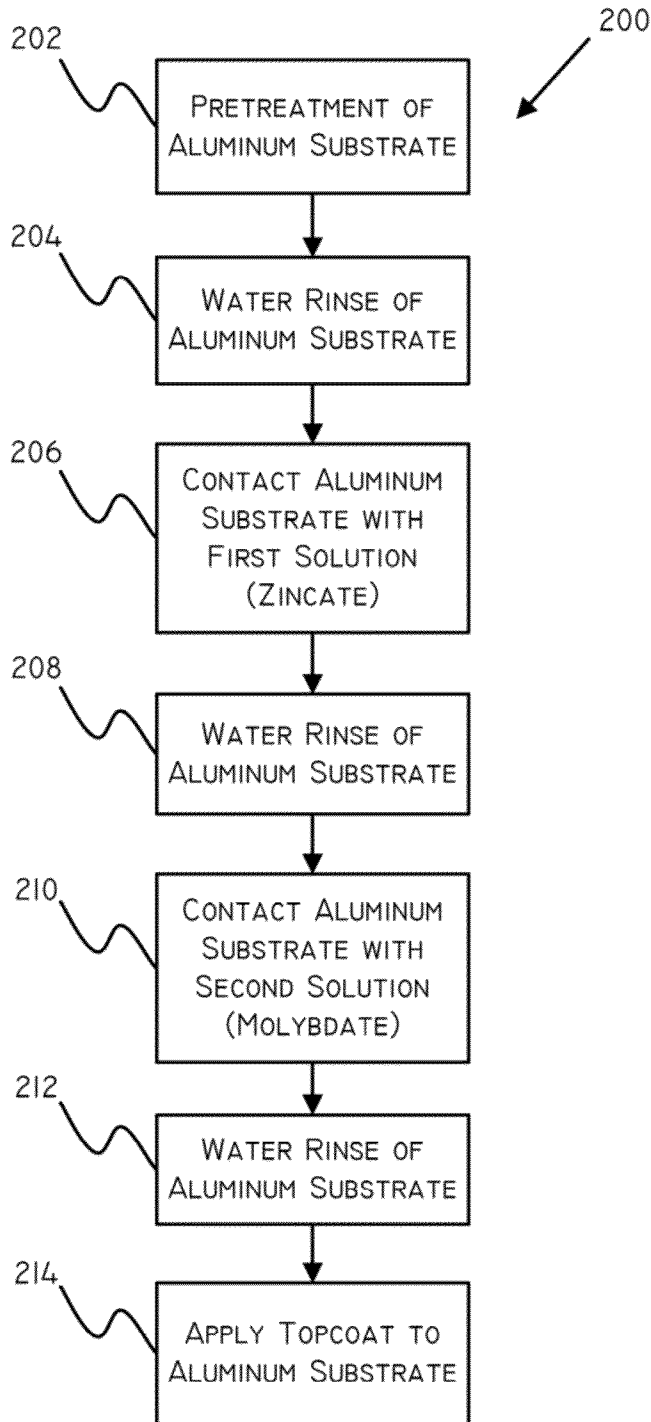 200
202
PRETREATMENT OF
ALUMINUM SUBSTRATE
204
WATER RINSE OF
ALUMINUM SUBSTRATE
206
CONTACT ALUMINUM
SUBSTRATE WITH
FIRST SOLUTION
(ZINCATE)
208
WATER RINSE OF
ALUMINUM SUBSTRATE
210
CONTACT ALUMINUM
SUBSTRATE WITH
SECOND SOLUTION
(MOLYBDATE)
212
WATER RINSE OF
ALUMINUM SUBSTRATE
214
APPLY TOPCOAT TO
ALUMINUM SUBSTRATE